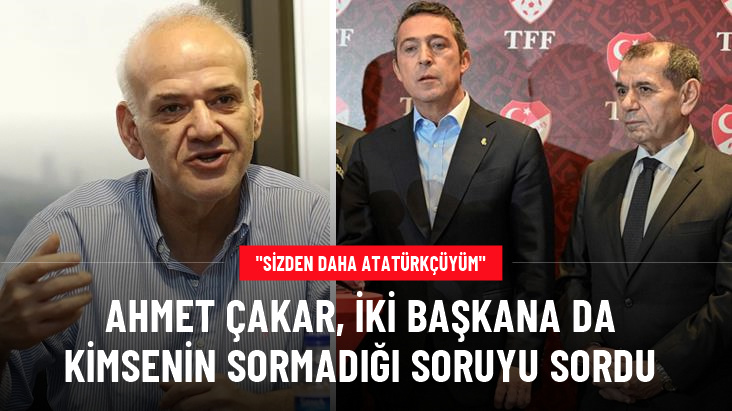 TFF
TFF
TFF
"SİZDEN DAHA ATATÜRKÇÜYÜM"
AHMET ÇAKAR, İKİ BAŞKANA DA
KİMSENİN SORMADIĞI SORUYU SORDU